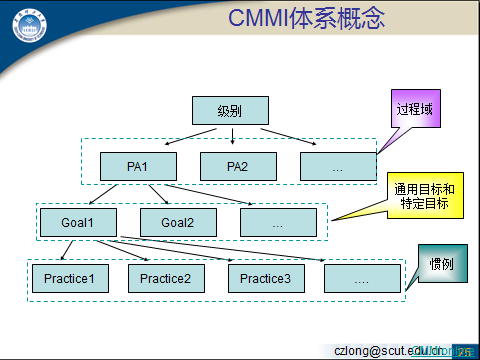 CMMI体系概念
级别
过程域
PA1
PA2
...
通用目标和
特定目标
Goal1
Goal2
...
惯例
Practice1
Practice2
Practice3
....
czlong@scut.edu.cn
25